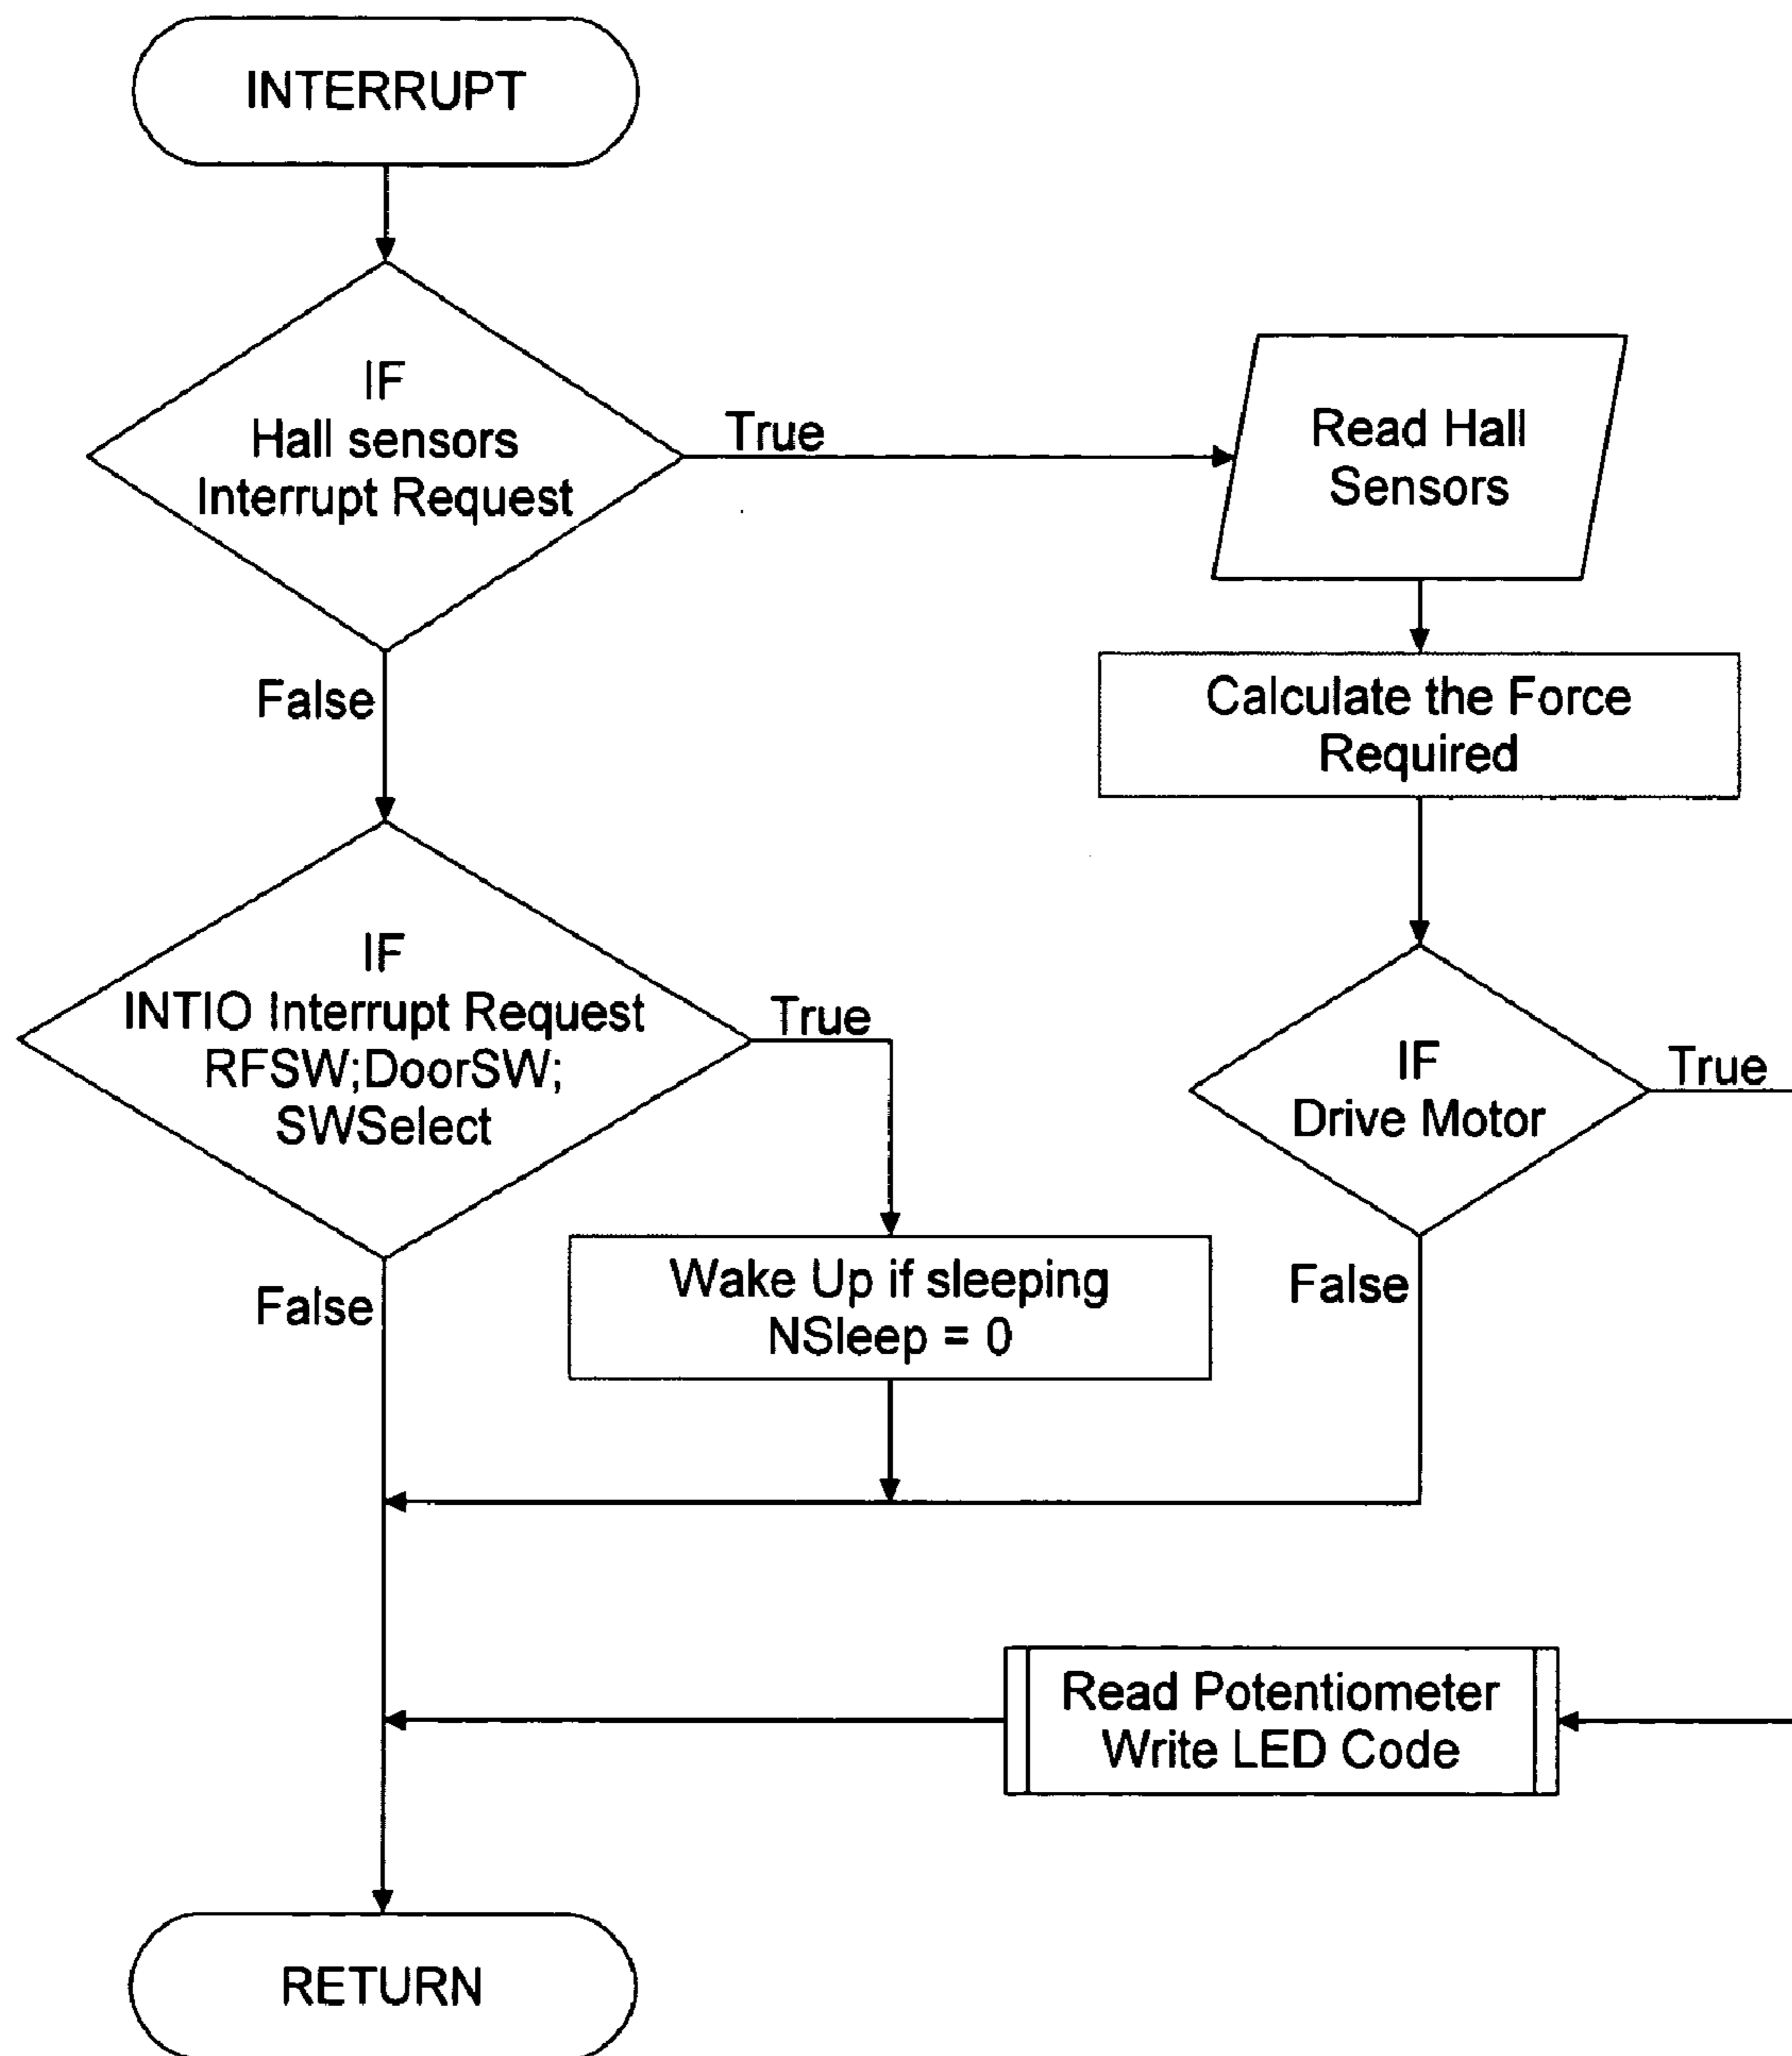 INTERRUPT
IF
Hall sensors
Interrupt Request
True
False
Read Hall
Sensors
Calculate the Force
Required
IF
INTIO Interrupt Request
RFSW;DoorSW;
SWSelect
True
False
IF
Drive Motor
True
False
Wake Up if sleeping
NSleep = 0
Read Potentiometer
Write LED Code
RETURN